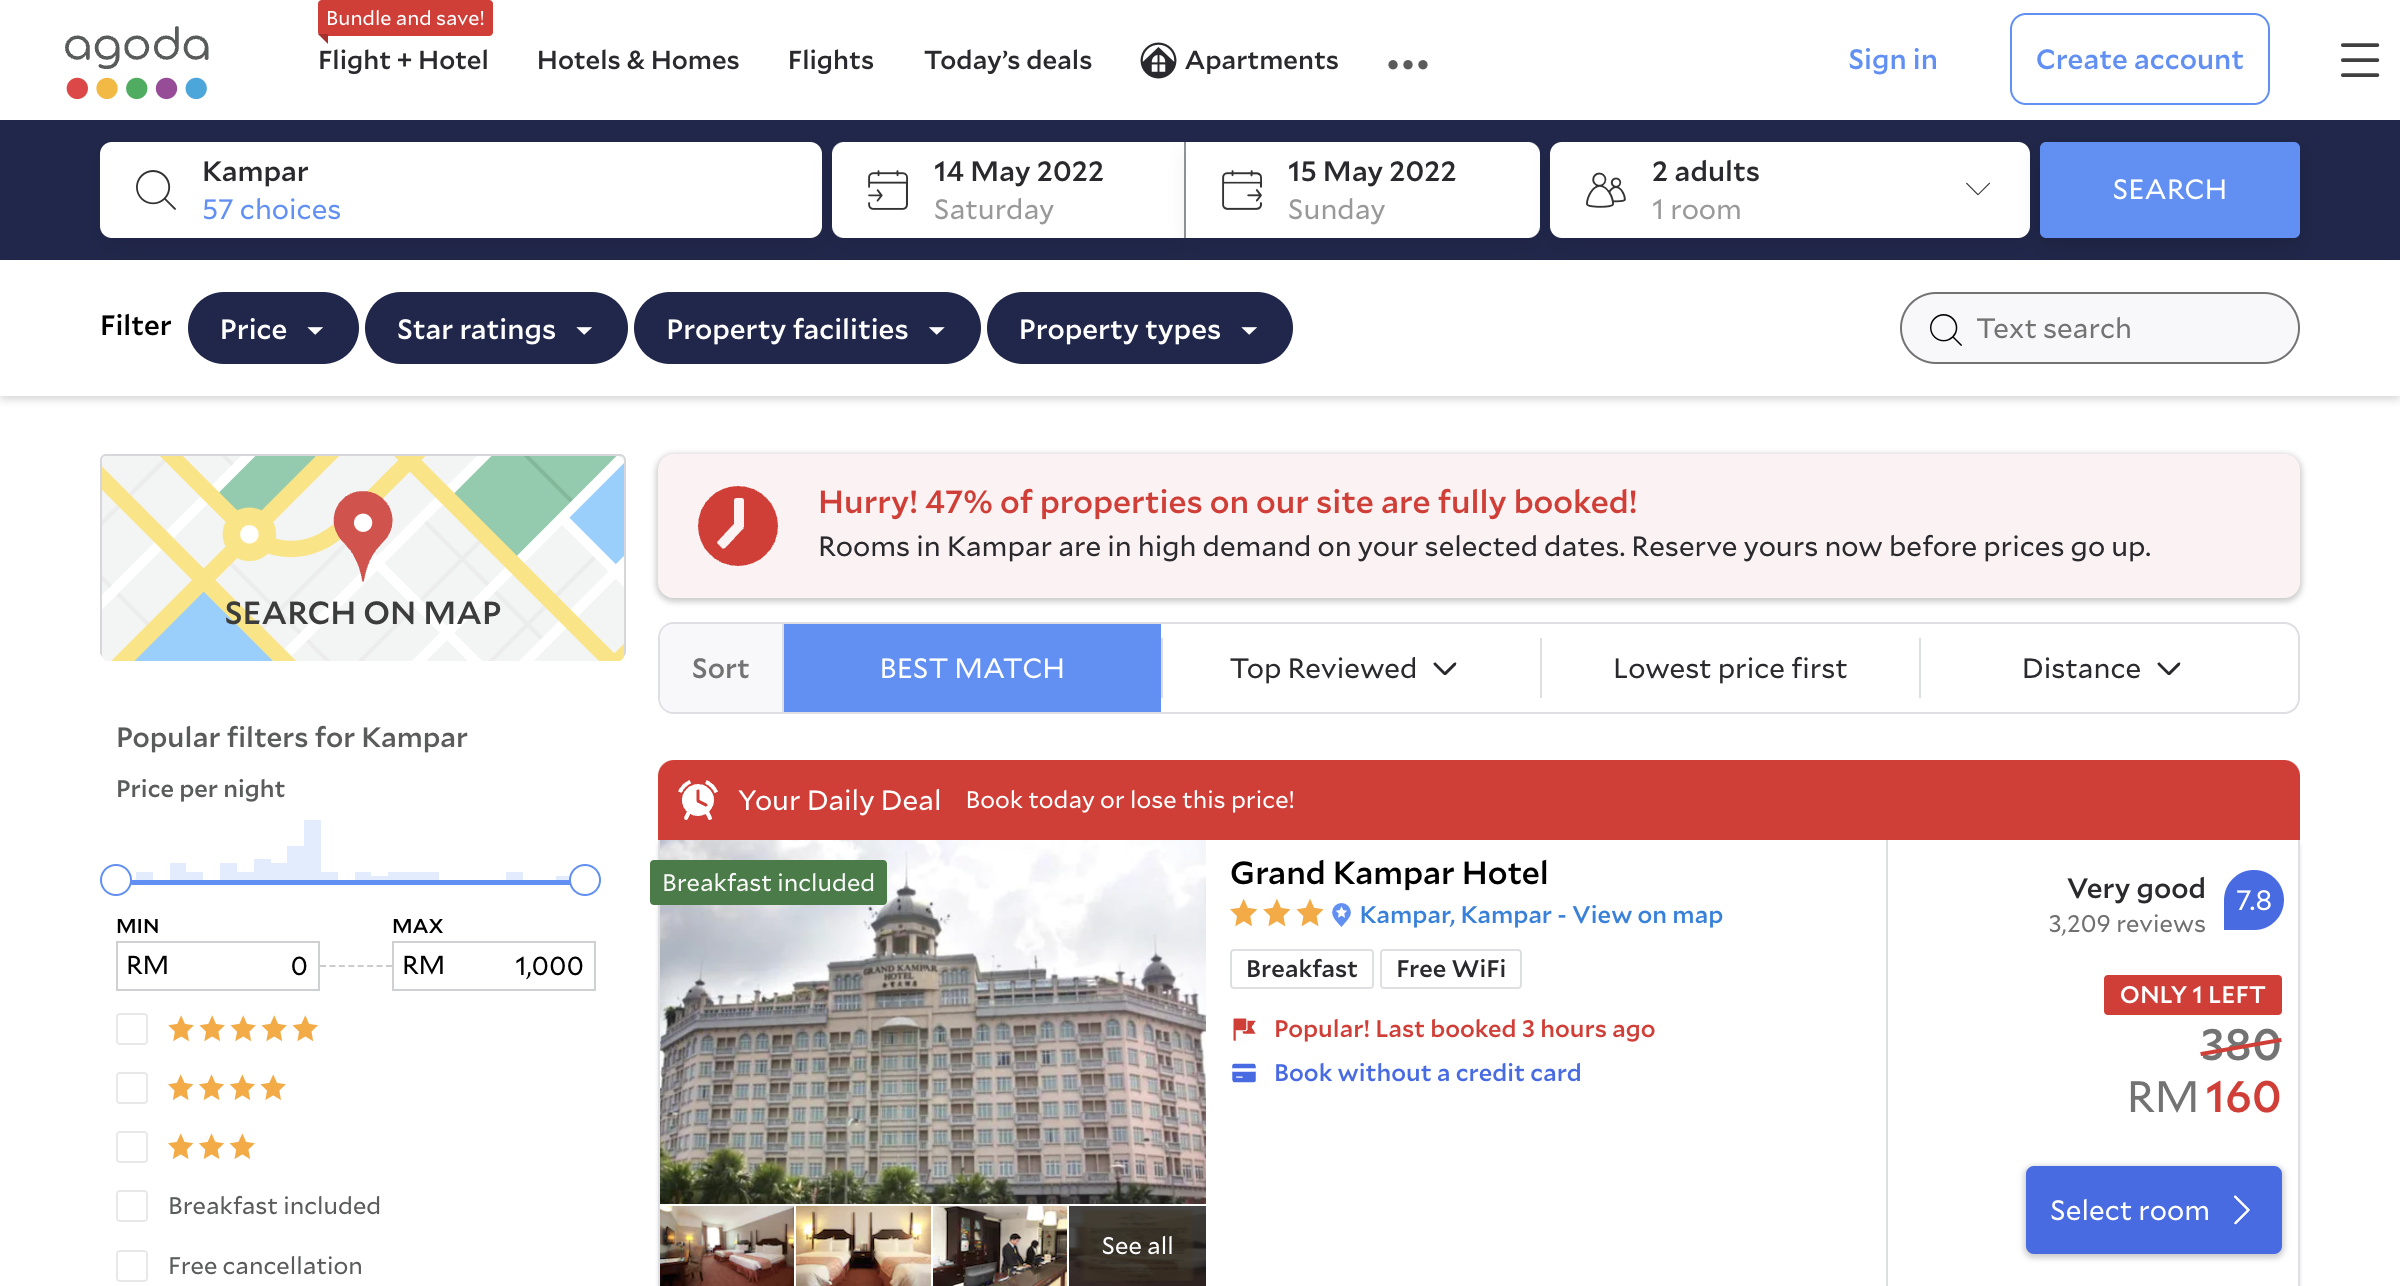 Bundle and save!
agoda
Flight + Hotel
Hotels & Homes
Flights
Today's deals
Apartments
Sign in
Create account
Kampar
57 choices
14 May 2022
Saturday
15 May 2022
Sunday
2 adults
1 room
SEARCH
Filter
Price
Star ratings
Property facilities
Property types
Text search
SEARCH ON MAP
Hurry! 47% of properties on our site are fully booked!
Rooms in Kampar are in high demand on your selected dates. Reserve yours now before prices go up.
Sort
BEST MATCH
Top Reviewed
Lowest price first
Distance
Popular filters for Kampar
Price per night
MIN
MAX
RM 0
RM 1,000
Breakfast included
Free cancellation
Your Daily Deal Book today or lose this price!
Breakfast included
GRAND KAMPAR
HOTEL
See all
Grand Kampar Hotel
Kampar, Kampar - View on map
Breakfast
Free WiFi
Popular! Last booked 3 hours ago
Book without a credit card
Very good
3,209 reviews
7.8
ONLY 1 LEFT
380
RM 160
Select room